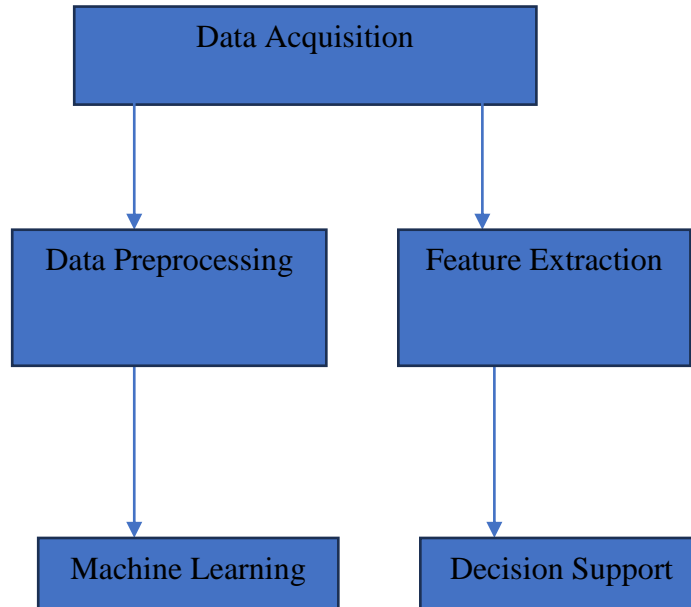 Data Acquisition
Data Preprocessing
Feature Extraction
Machine Learning
Decision Support